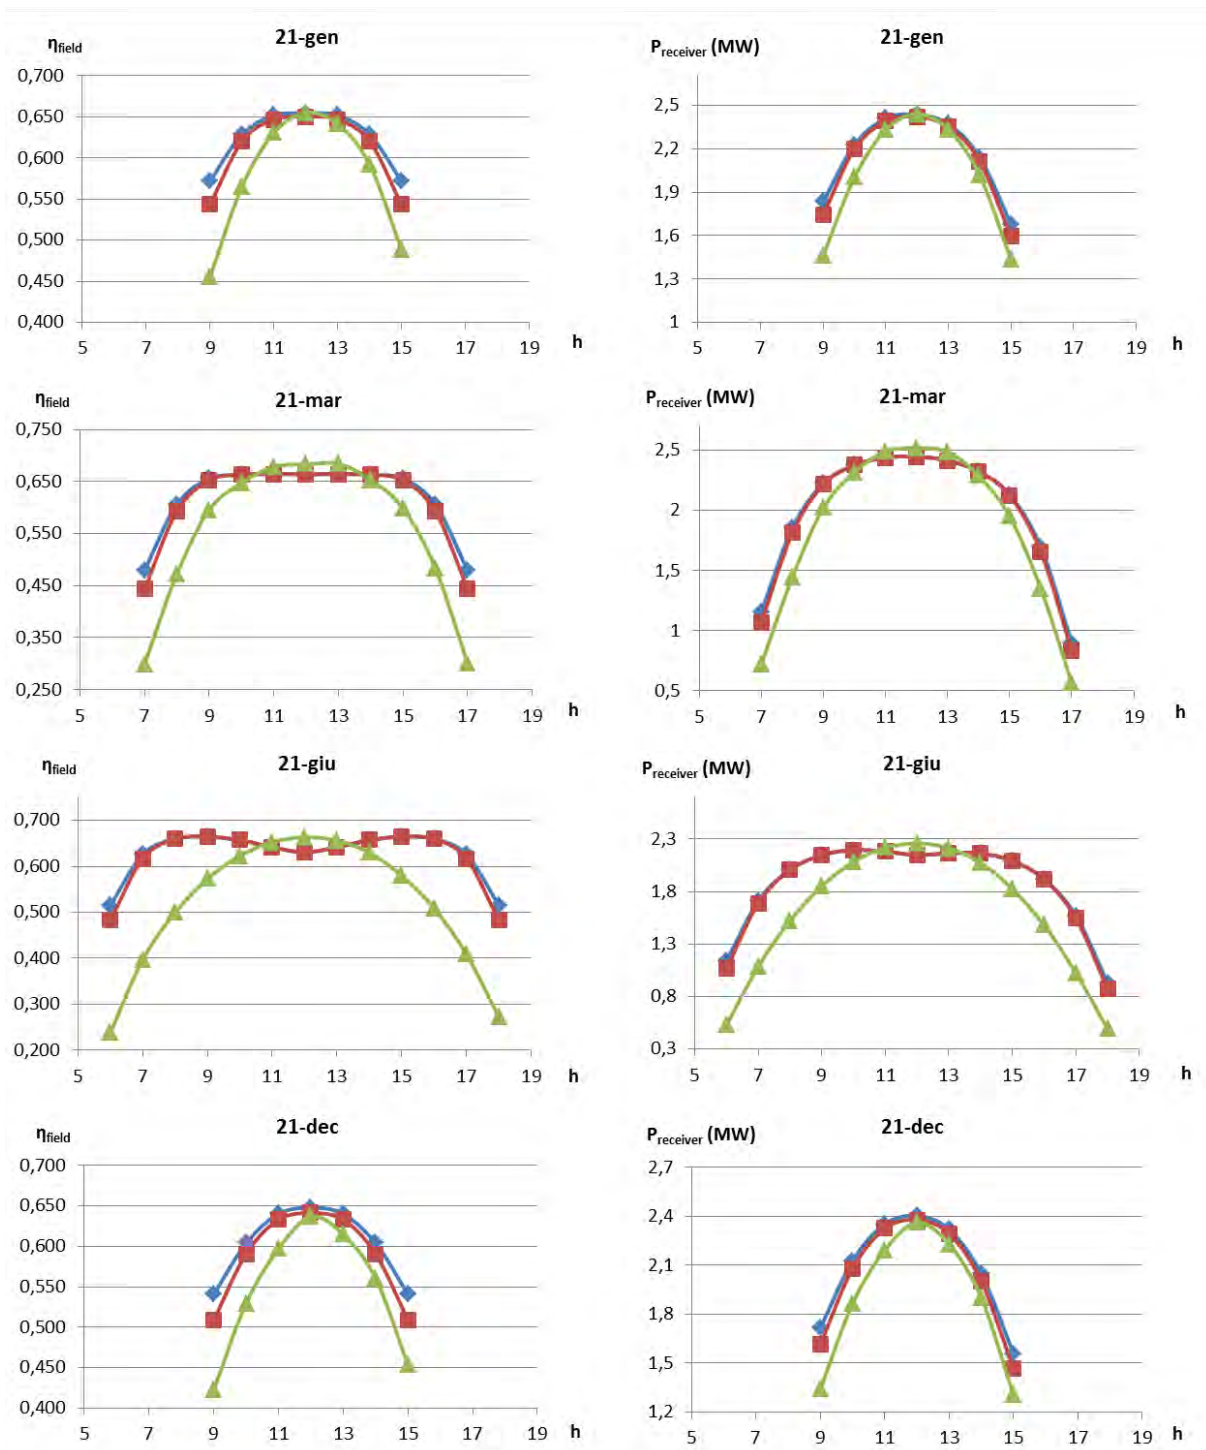 ηfield
21-gen
0,700
0,650
0,600
0,550
0,500
0,450
0,400
5 7 9 11 13 15 17 19 h
Preceiver (MW)
21-gen
2,5
2,2
1,9
1,6
1,3
1
5 7 9 11 13 15 17 19 h
ηfield
21-mar
0,750
0,650
0,550
0,450
0,350
0,250
5 7 9 11 13 15 17 19 h
Preceiver (MW)
21-mar
2,5
2
1,5
1
0,5
5 7 9 11 13 15 17 19 h
ηfield
21-giu
0,700
0,600
0,500
0,400
0,300
0,200
5 7 9 11 13 15 17 19 h
Preceiver (MW)
21-giu
2,3
1,8
1,3
0,8
0,3
5 7 9 11 13 15 17 19 h
ηfield
21-dec
0,700
0,650
0,600
0,550
0,500
0,450
0,400
5 7 9 11 13 15 17 19 h
Preceiver (MW)
21-dec
2,7
2,4
2,1
1,8
1,5
1,2
5 7 9 11 13 15 17 19 h